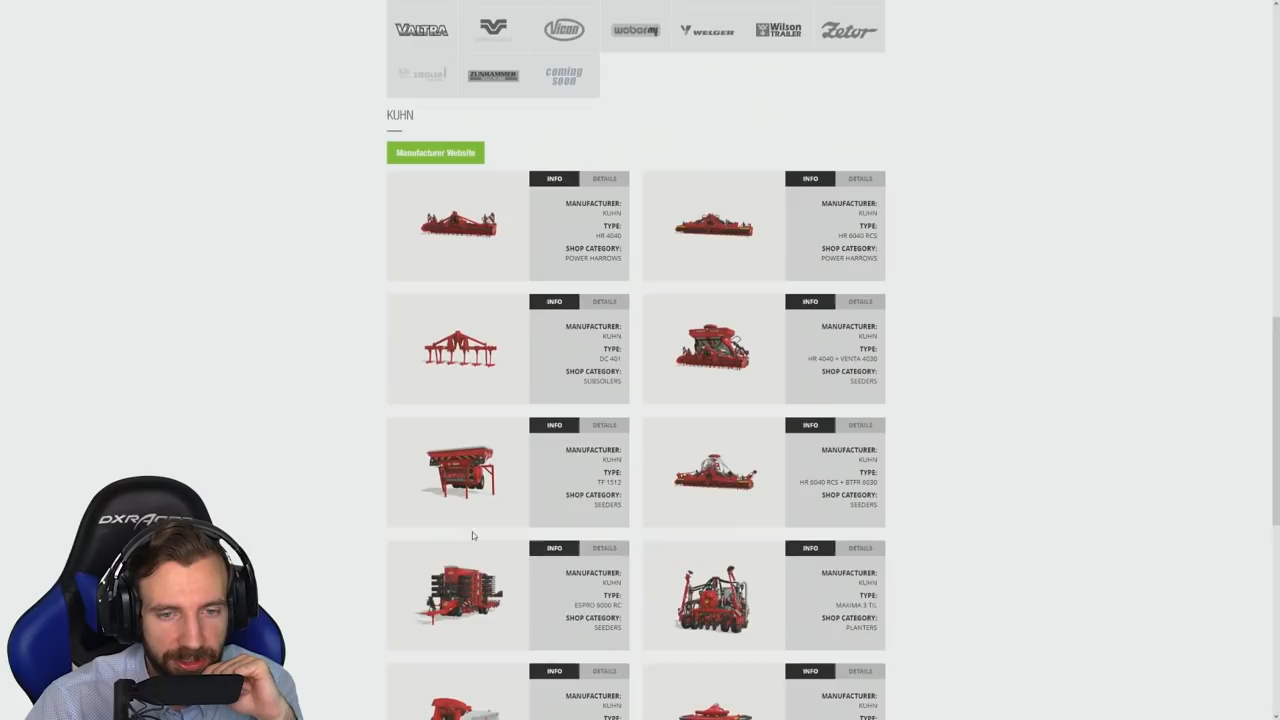 VALTRA
Vicon
weber mt
WELGER
Wilson TRAILER
Zetor
ZIEGLER
ZUNHAMMER
coming soon
KUHN
Manufacturer Website
INFO DETAILS
MANUFACTURER:
KUHN
TYPE:
HR 4040
SHOP CATEGORY:
POWER HARROWS
INFO DETAILS
MANUFACTURER:
KUHN
TYPE:
HR 6040 RCS
SHOP CATEGORY:
POWER HARROWS
INFO DETAILS
MANUFACTURER:
KUHN
TYPE:
DC 401
SHOP CATEGORY:
SUBSOILERS
INFO DETAILS
MANUFACTURER:
KUHN
TYPE:
HR 4040 + VENTA 4030
SHOP CATEGORY:
SEEDERS
INFO DETAILS
MANUFACTURER:
KUHN
TYPE:
TF 1512
SHOP CATEGORY:
SEEDERS
INFO DETAILS
MANUFACTURER:
KUHN
TYPE:
HR 6040 RCS + BTFR 6030
SHOP CATEGORY:
SEEDERS
INFO DETAILS
MANUFACTURER:
KUHN
TYPE:
ESPRO 6000 RC
SHOP CATEGORY:
SEEDERS
INFO DETAILS
MANUFACTURER:
KUHN
TYPE:
MAXIMA 3 TIL
SHOP CATEGORY:
PLANTERS
INFO DETAILS
MANUFACTURER:
KUHN
TYPE:
INFO DETAILS
MANUFACTURER:
KUHN
TYPE:
DXRACER